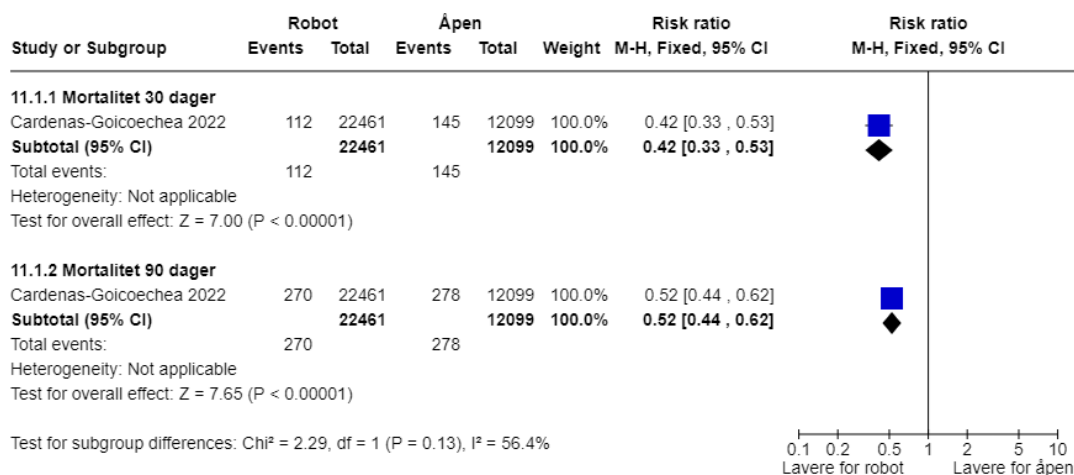 Robot Åpen Risk ratio Risk ratio
Study or Subgroup Events Total Events Total Weight M-H, Fixed, 95% CI M-H, Fixed, 95% CI
11.1.1 Mortalitet 30 dager
Cardenas-Goicoechea 2022 112 22461 145 12099 100.0% 0.42 [0.33 , 0.53]
Subtotal (95% CI) 22461 12099 100.0% 0.42 [0.33 , 0.53]
Total events: 112 145
Heterogeneity: Not applicable
Test for overall effect: Z = 7.00 (P < 0.00001)
11.1.2 Mortalitet 90 dager
Cardenas-Goicoechea 2022 270 22461 278 12099 100.0% 0.52 [0.44 , 0.62]
Subtotal (95% CI) 22461 12099 100.0% 0.52 [0.44 , 0.62]
Total events: 270 278
Heterogeneity: Not applicable
Test for overall effect: Z = 7.65 (P < 0.00001)
Test for subgroup differences: Chi² = 2.29, df = 1 (P = 0.13), I² = 56.4%
0.1 0.2 0.5 1 2 5 10
Lavere for robot Lavere for åpen